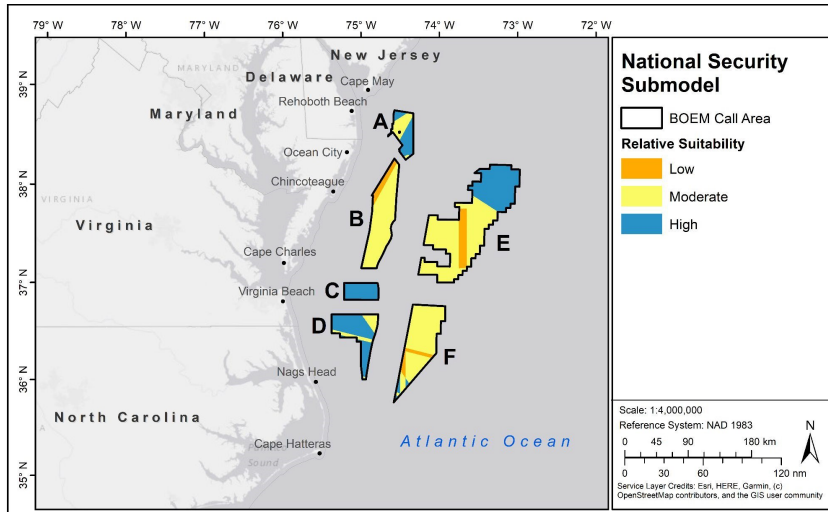 79° W 78° W 77° W 76° W 75° W 74° W 73° W 72° W
39° N
38° N
37° N
36° N
35° N
New Jersey
MARYLAND
Delaware
Cape May
Rehoboth Beach
Maryland
A
Ocean City
Chincoteague
VIRGINIA
B
Virginia
E
Cape Charles
C
Virginia Beach
D
F
Nags Head
North Carolina
Atlantic Ocean
Cape Hatteras
Sound
National Security
Submodel
BOEM Call Area
Relative Suitability
Low
Moderate
High
Scale: 1:4,000,000
Reference System: NAD 1983
N
0 45 90 180 km
0 30 60 120 nm
Service Layer Credits: Esri, HERE, Garmin, (c)
OpenStreetMap contributors, and the GIS user community